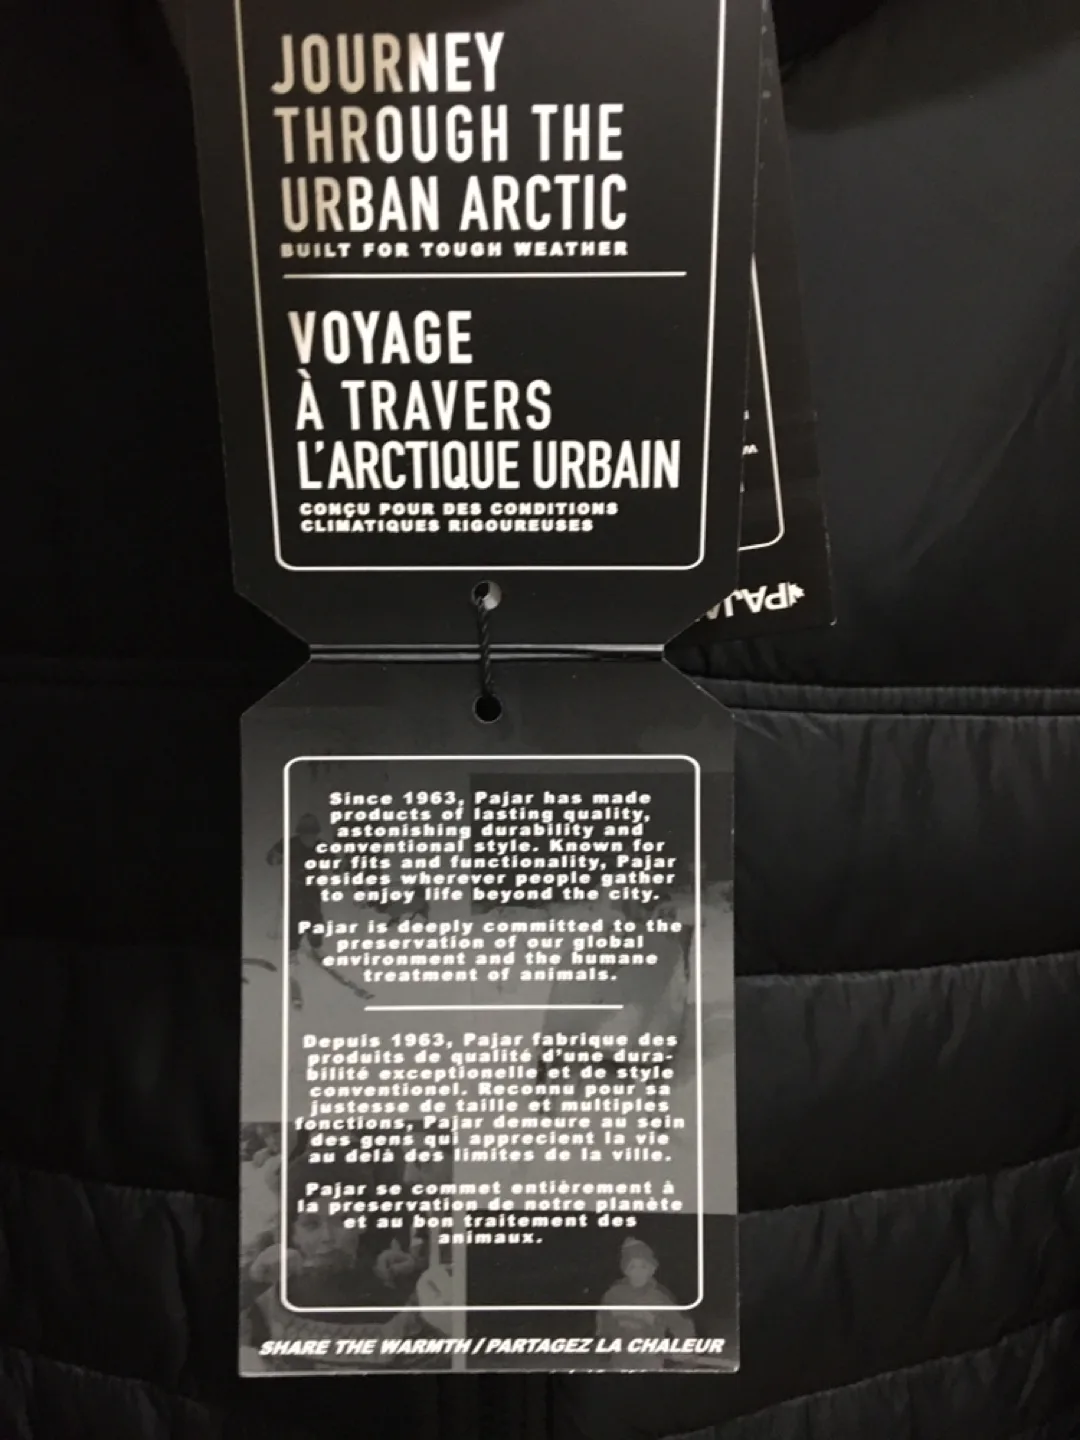 JOURNEY
THROUGH THE
URBAN ARCTIC
BUILT FOR TOUGH WEATHER
VOYAGE
À TRAVERS
L'ARCTIQUE URBAIN
CONÇU POUR DES CONDITIONS
CLIMATIQUES RIGOUREUSES
Since 1963, Pajar has made
products of lasting quality,
astonishing durability and
conventional style. Known for
our fits and functionality, Pajar
resides wherever people gather
to enjoy life beyond the city.
Pajar is deeply committed to the
preservation of our global
environment and the humane
treatment of animals.
Depuis 1963, Pajar fabrique des
produits de qualité d'une dura-
bilité exceptionelle et de style
conventionel. Reconnu pour sa
justesse de taille et multiples
fonctions, Pajar demeure au sein
des gens qui apprecient la vie
au delà des limites de la ville.
Pajar se commet entièrement à
la preservation de notre planète
et au bon traitement des
animaux.
SHARE THE WARMTH / PARTAGEZ LA CHALEUR